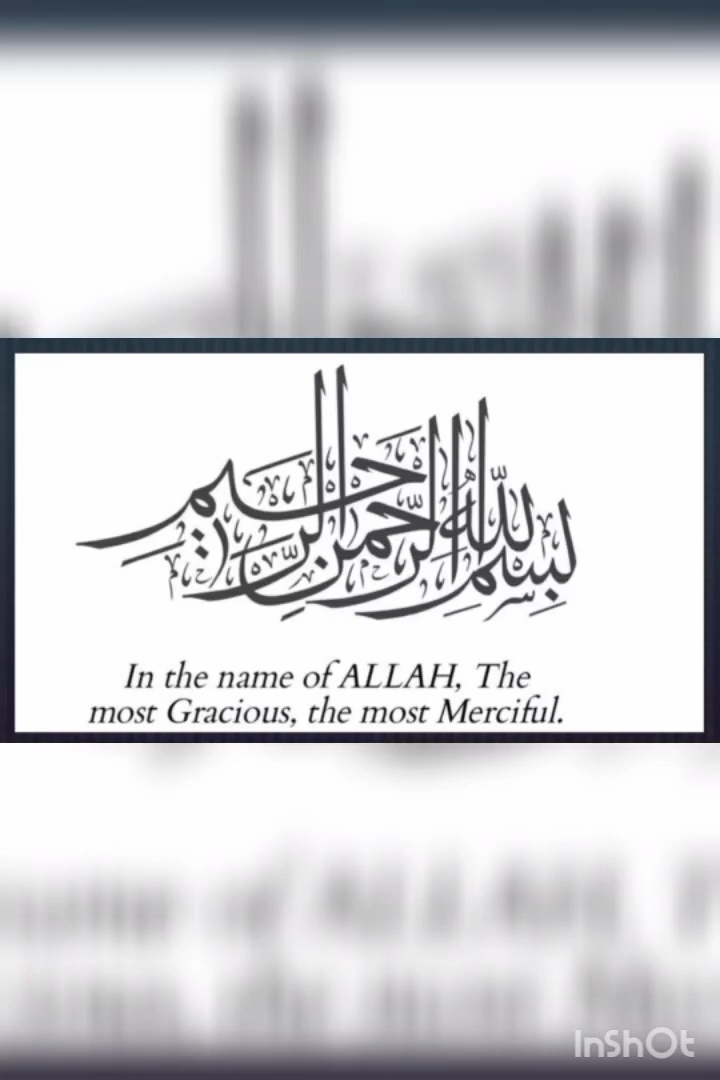 بسم الله الرحمن الرحيم
In the name of ALLAH, The
most Gracious, the most Merciful.
InShOt